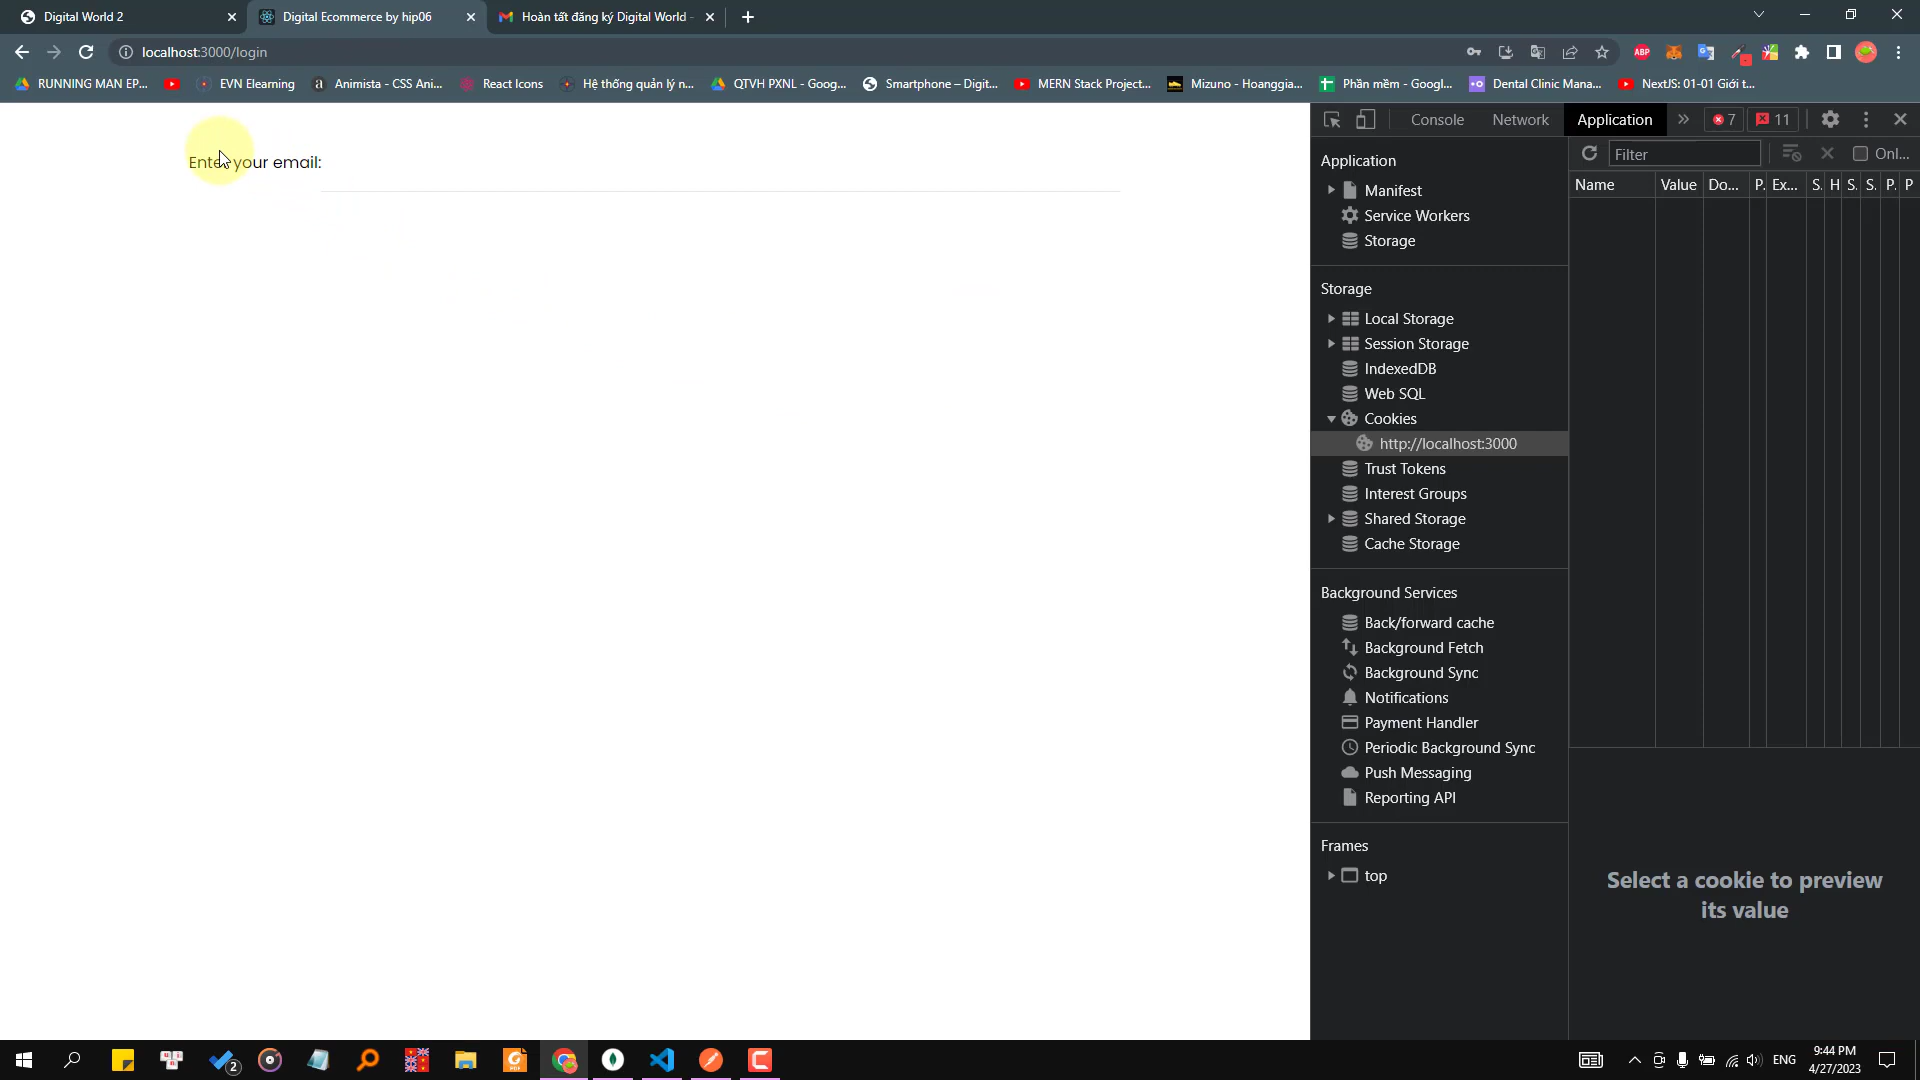 Digital World 2
Digital Ecommerce by hip06
Hoàn tất đăng ký Digital World -
localhost:3000/login
ABP
RUNNING MAN EP...
EVN Elearning
Animista - CSS Ani...
React Icons
Hệ thống quản lý n...
QTVH PXNL - Goog...
Smartphone – Digit...
MERN Stack Project...
Mizuno - Hoanggia...
Phần mềm - Googl...
Dental Clinic Mana...
NextJS: 01-01 Giới t...
Enter your email:
Console
Network
Application
7
11
Application
Manifest
Service Workers
Storage
Storage
Local Storage
Session Storage
IndexedDB
Web SQL
Cookies
http://localhost:3000
Trust Tokens
Interest Groups
Shared Storage
Cache Storage
Background Services
Back/forward cache
Background Fetch
Background Sync
Notifications
Payment Handler
Periodic Background Sync
Push Messaging
Reporting API
Frames
top
Filter
Onl...
Name Value Do... P. Ex... S. H S. S. P. P
Select a cookie to preview
its value
2
ENG
9:44 PM
4/27/2023